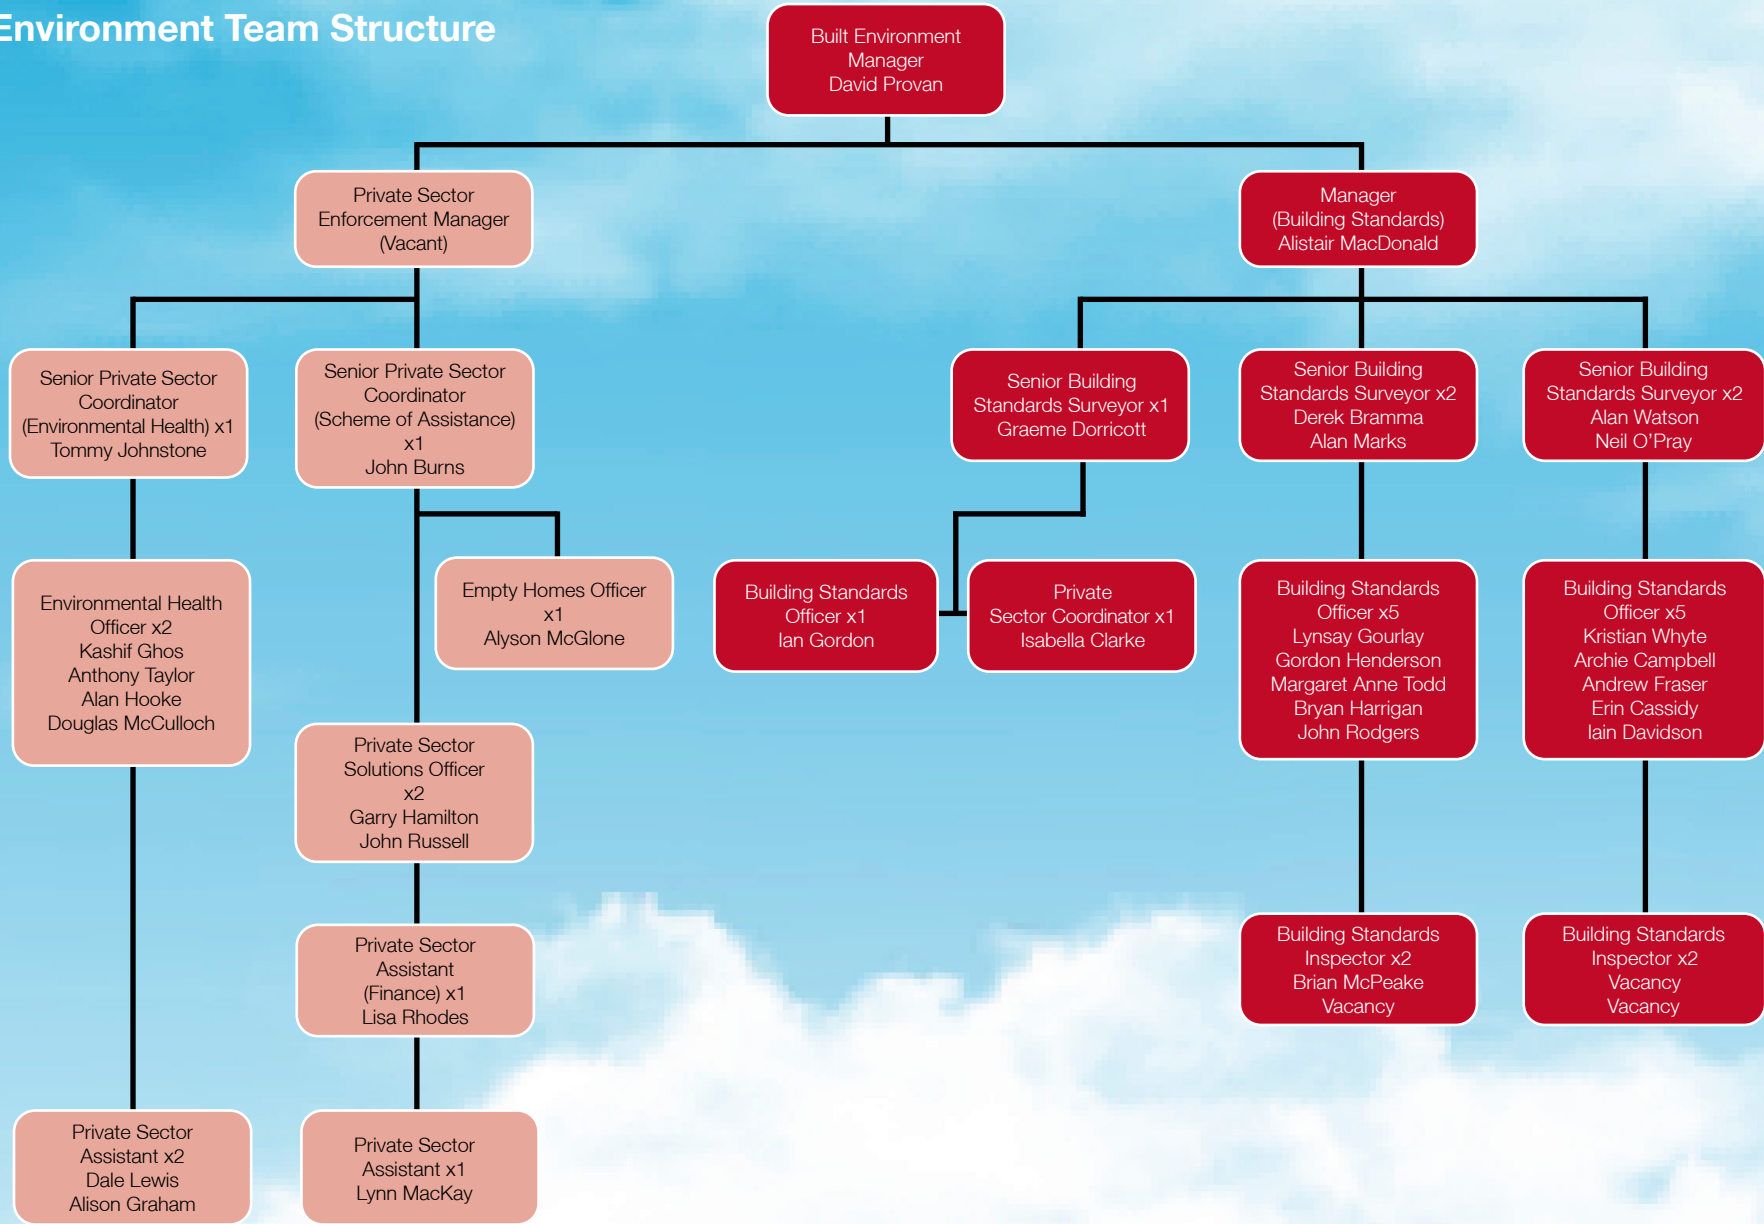 Environment Team Structure
Built Environment
Manager
David Provan
Private Sector
Enforcement Manager
(Vacant)
Manager
(Building Standards)
Alistair MacDonald
Senior Private Sector
Coordinator
(Environmental Health) x1
Tommy Johnstone
Senior Private Sector
Coordinator
(Scheme of Assistance)
x1
John Burns
Senior Building
Standards Surveyor x1
Graeme Dorricott
Senior Building
Standards Surveyor x2
Derek Bramma
Alan Marks
Senior Building
Standards Surveyor x2
Alan Watson
Neil O’Pray
Environmental Health
Officer x2
Kashif Ghos
Anthony Taylor
Alan Hooke
Douglas McCulloch
Empty Homes Officer
x1
Alyson McGlone
Building Standards
Officer x1
Ian Gordon
Private
Sector Coordinator x1
Isabella Clarke
Building Standards
Officer x5
Lynsay Gourlay
Gordon Henderson
Margaret Anne Todd
Bryan Harrigan
John Rodgers
Building Standards
Officer x5
Kristian Whyte
Archie Campbell
Andrew Fraser
Erin Cassidy
Iain Davidson
Private Sector
Solutions Officer
x2
Garry Hamilton
John Russell
Private Sector
Assistant
(Finance) x1
Lisa Rhodes
Building Standards
Inspector x2
Brian McPeake
Vacancy
Building Standards
Inspector x2
Vacancy
Vacancy
Private Sector
Assistant x2
Dale Lewis
Alison Graham
Private Sector
Assistant x1
Lynn MacKay